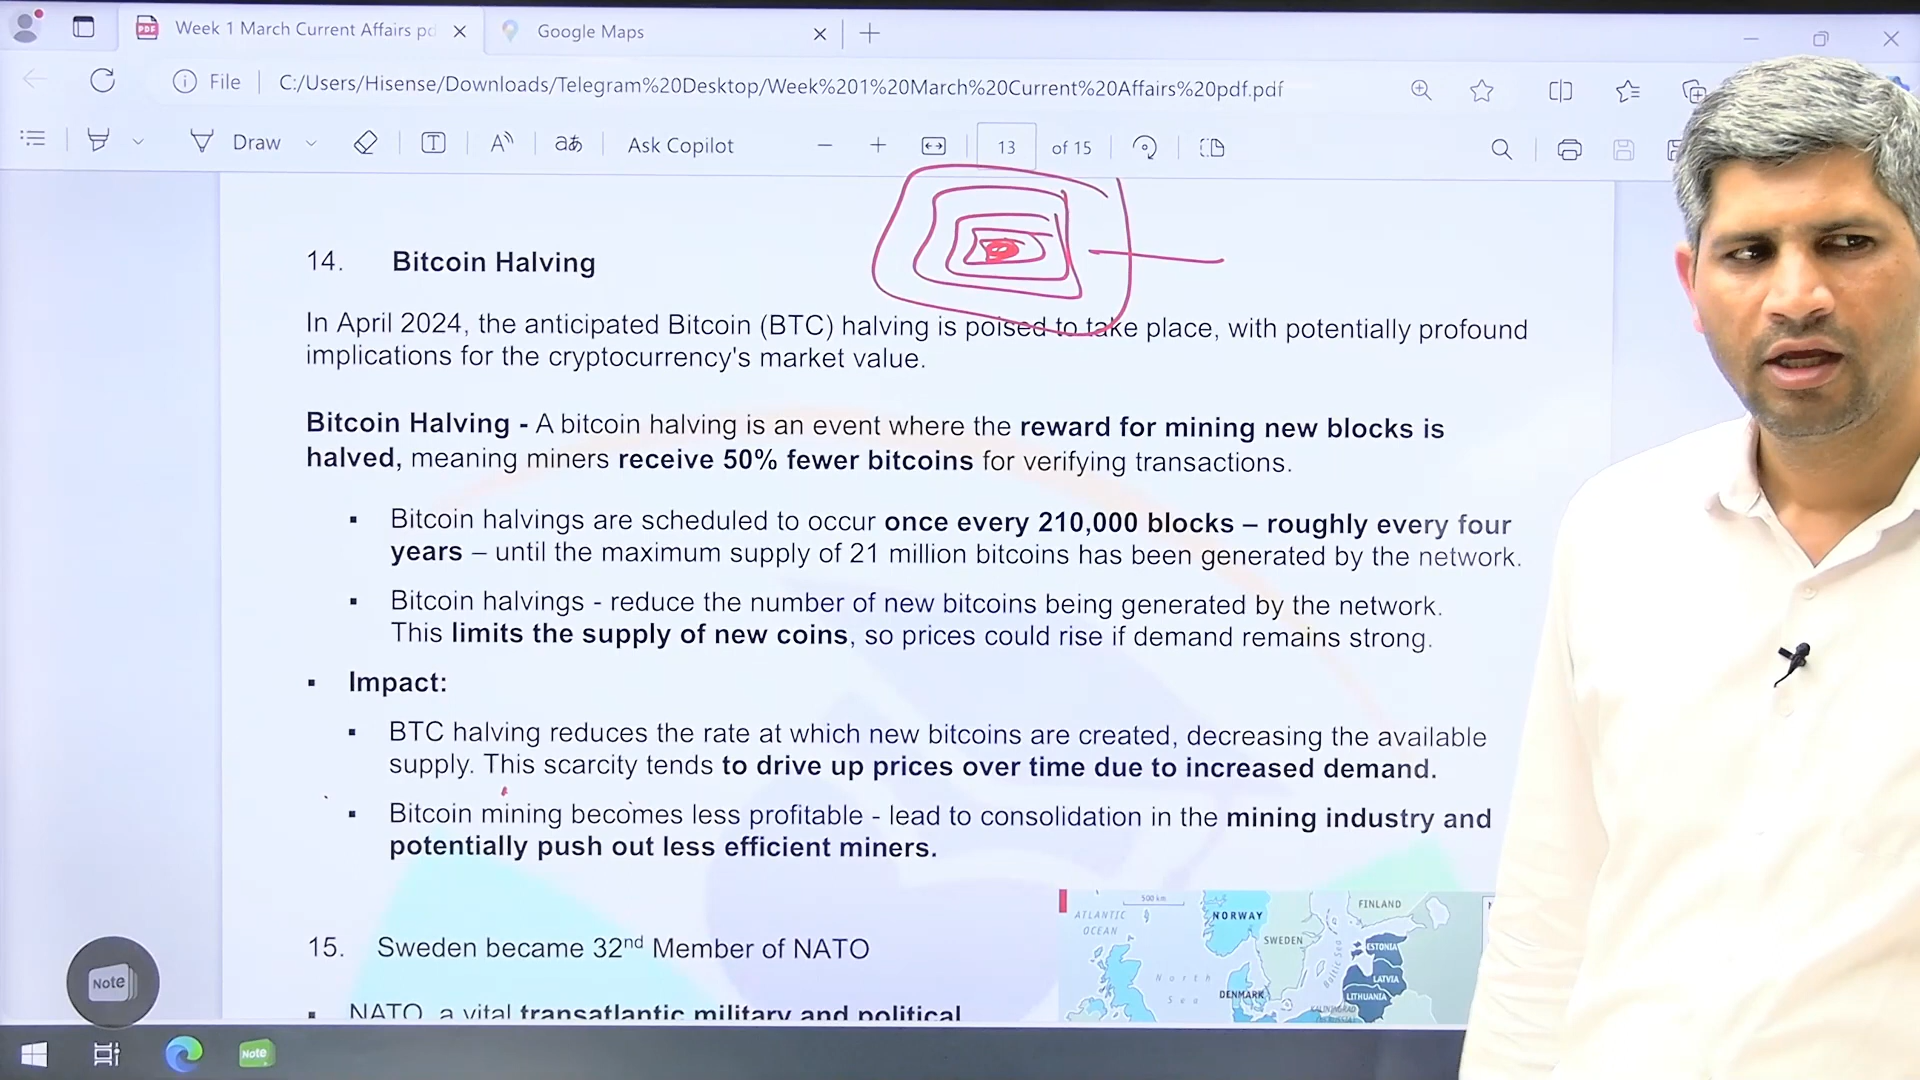 Week 1 March Current Affairs pd
Google Maps
File
C:/Users/Hisense/Downloads/Telegram%20Desktop/Week%201%20March%20Current%20Affairs%20pdf.pdf
Draw
Ask Copilot
13
of 15
14. Bitcoin Halving
In April 2024, the anticipated Bitcoin (BTC) halving is poised to take place, with potentially profound
implications for the cryptocurrency's market value.
Bitcoin Halving - A bitcoin halving is an event where the reward for mining new blocks is
halved, meaning miners receive 50% fewer bitcoins for verifying transactions.
▪ Bitcoin halvings are scheduled to occur once every 210,000 blocks – roughly every four
years – until the maximum supply of 21 million bitcoins has been generated by the network.
▪ Bitcoin halvings - reduce the number of new bitcoins being generated by the network.
This limits the supply of new coins, so prices could rise if demand remains strong.
▪ Impact:
▪ BTC halving reduces the rate at which new bitcoins are created, decreasing the available
supply. This scarcity tends to drive up prices over time due to increased demand.
▪ Bitcoin mining becomes less profitable - lead to consolidation in the mining industry and
potentially push out less efficient miners.
15. Sweden became 32nd Member of NATO
▪ NATO, a vital transatlantic military and political
500 km
ATLANTIC
OCEAN
NORWAY
FINLAND
SWEDEN
ESTONIA
Baltic Sea
North
Sea
LATVIA
DENMARK
LITHUANIA
KALININGRAD
Note
Note